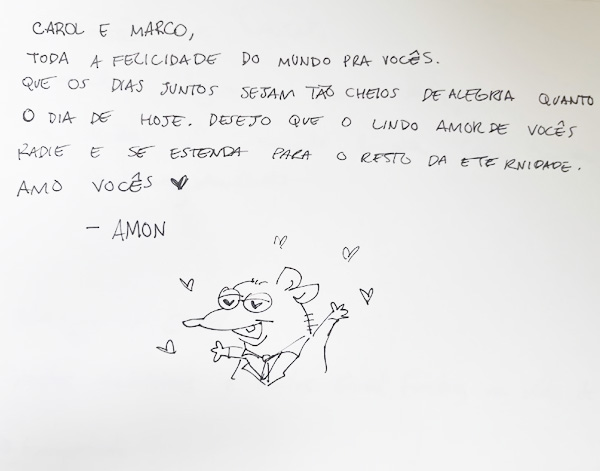 CAROL E MARCO,
TODA A FELICIDADE DO MUNDO PRA VOCÊS.
QUE OS DIAS JUNTOS SEJAM TÃO CHEIOS DE ALEGRIA QUANTO
O DIA DE HOJE. DESEJO QUE O LINDO AMOR DE VOCÊS
RADIE E SE ESTENDA PARA O RESTO DA ETERNIDADE.
AMO VOCÊS ♥
- AMON